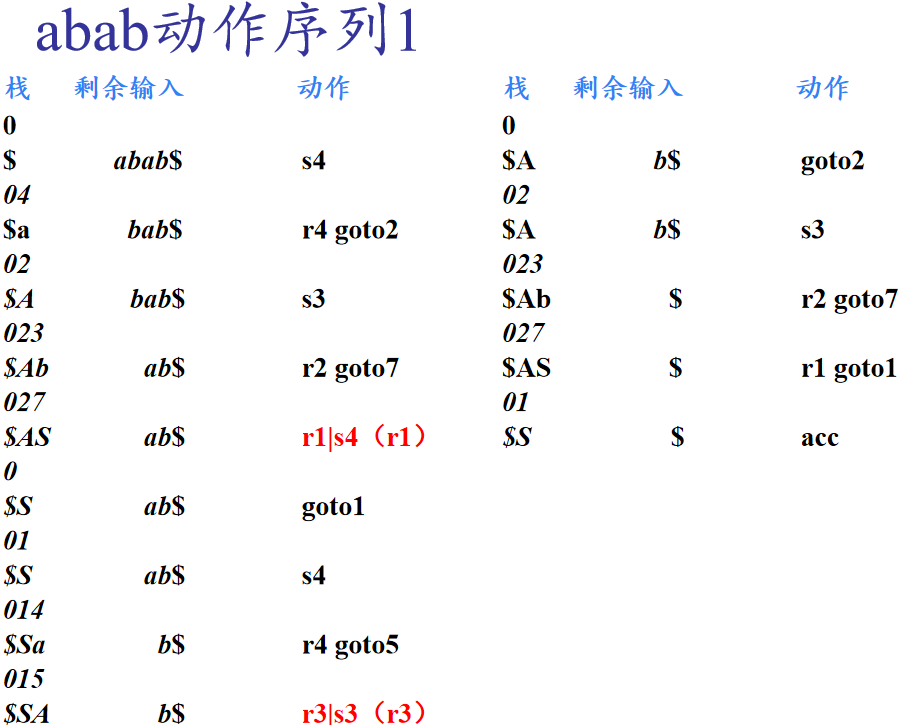 abab动作序列1
栈 剩余输入 动作
0
$ abab$ s4
04
$a bab$ r4 goto2
02
$A bab$ s3
023
$Ab ab$ r2 goto7
027
$AS ab$ r1|s4（r1）
0
$S ab$ goto1
01
$S ab$ s4
014
$Sa b$ r4 goto5
015
$SA b$ r3|s3（r3）
栈 剩余输入 动作
0
$A b$ goto2
02
$A b$ s3
023
$Ab $ r2 goto7
027
$AS $ r1 goto1
01
$S $ acc